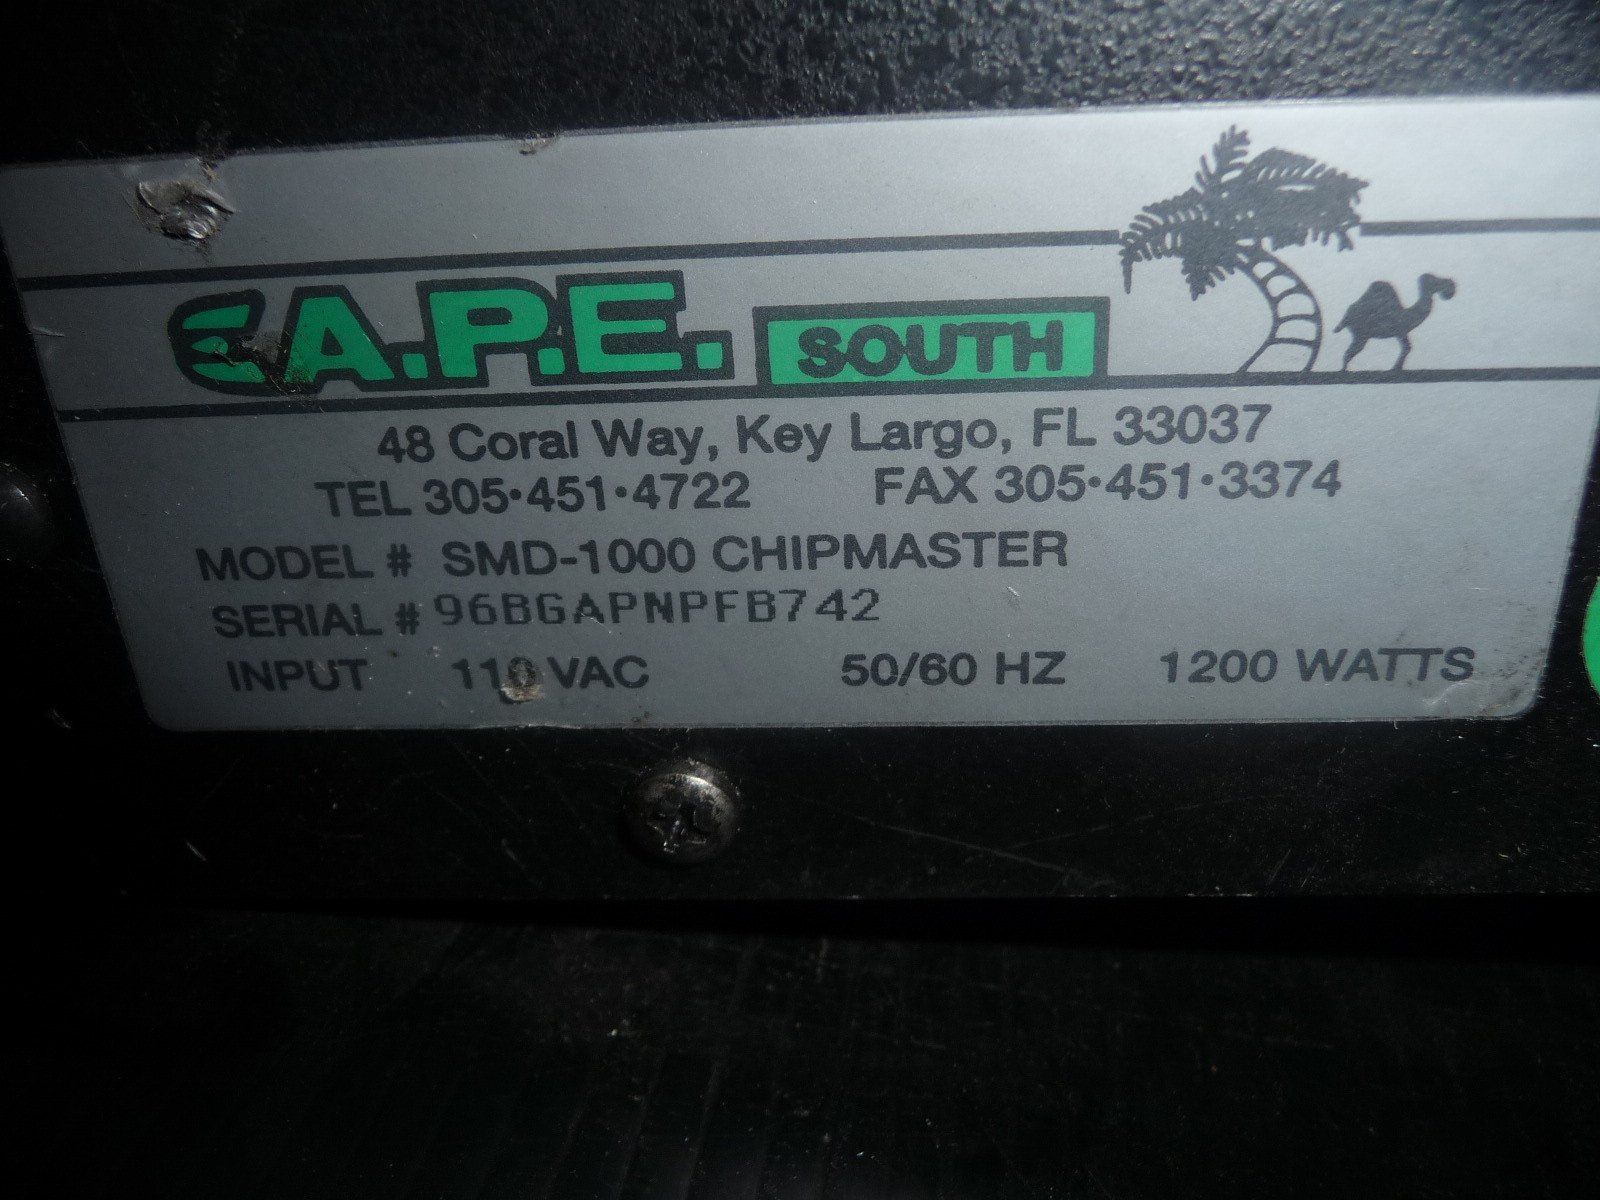 A.P.E. SOUTH
48 Coral Way, Key Largo, FL 33037
TEL 305•451•4722 FAX 305•451•3374
MODEL # SMD-1000 CHIPMASTER
SERIAL # 96BGAPNPFB742
INPUT 110 VAC 50/60 HZ 1200 WATTS